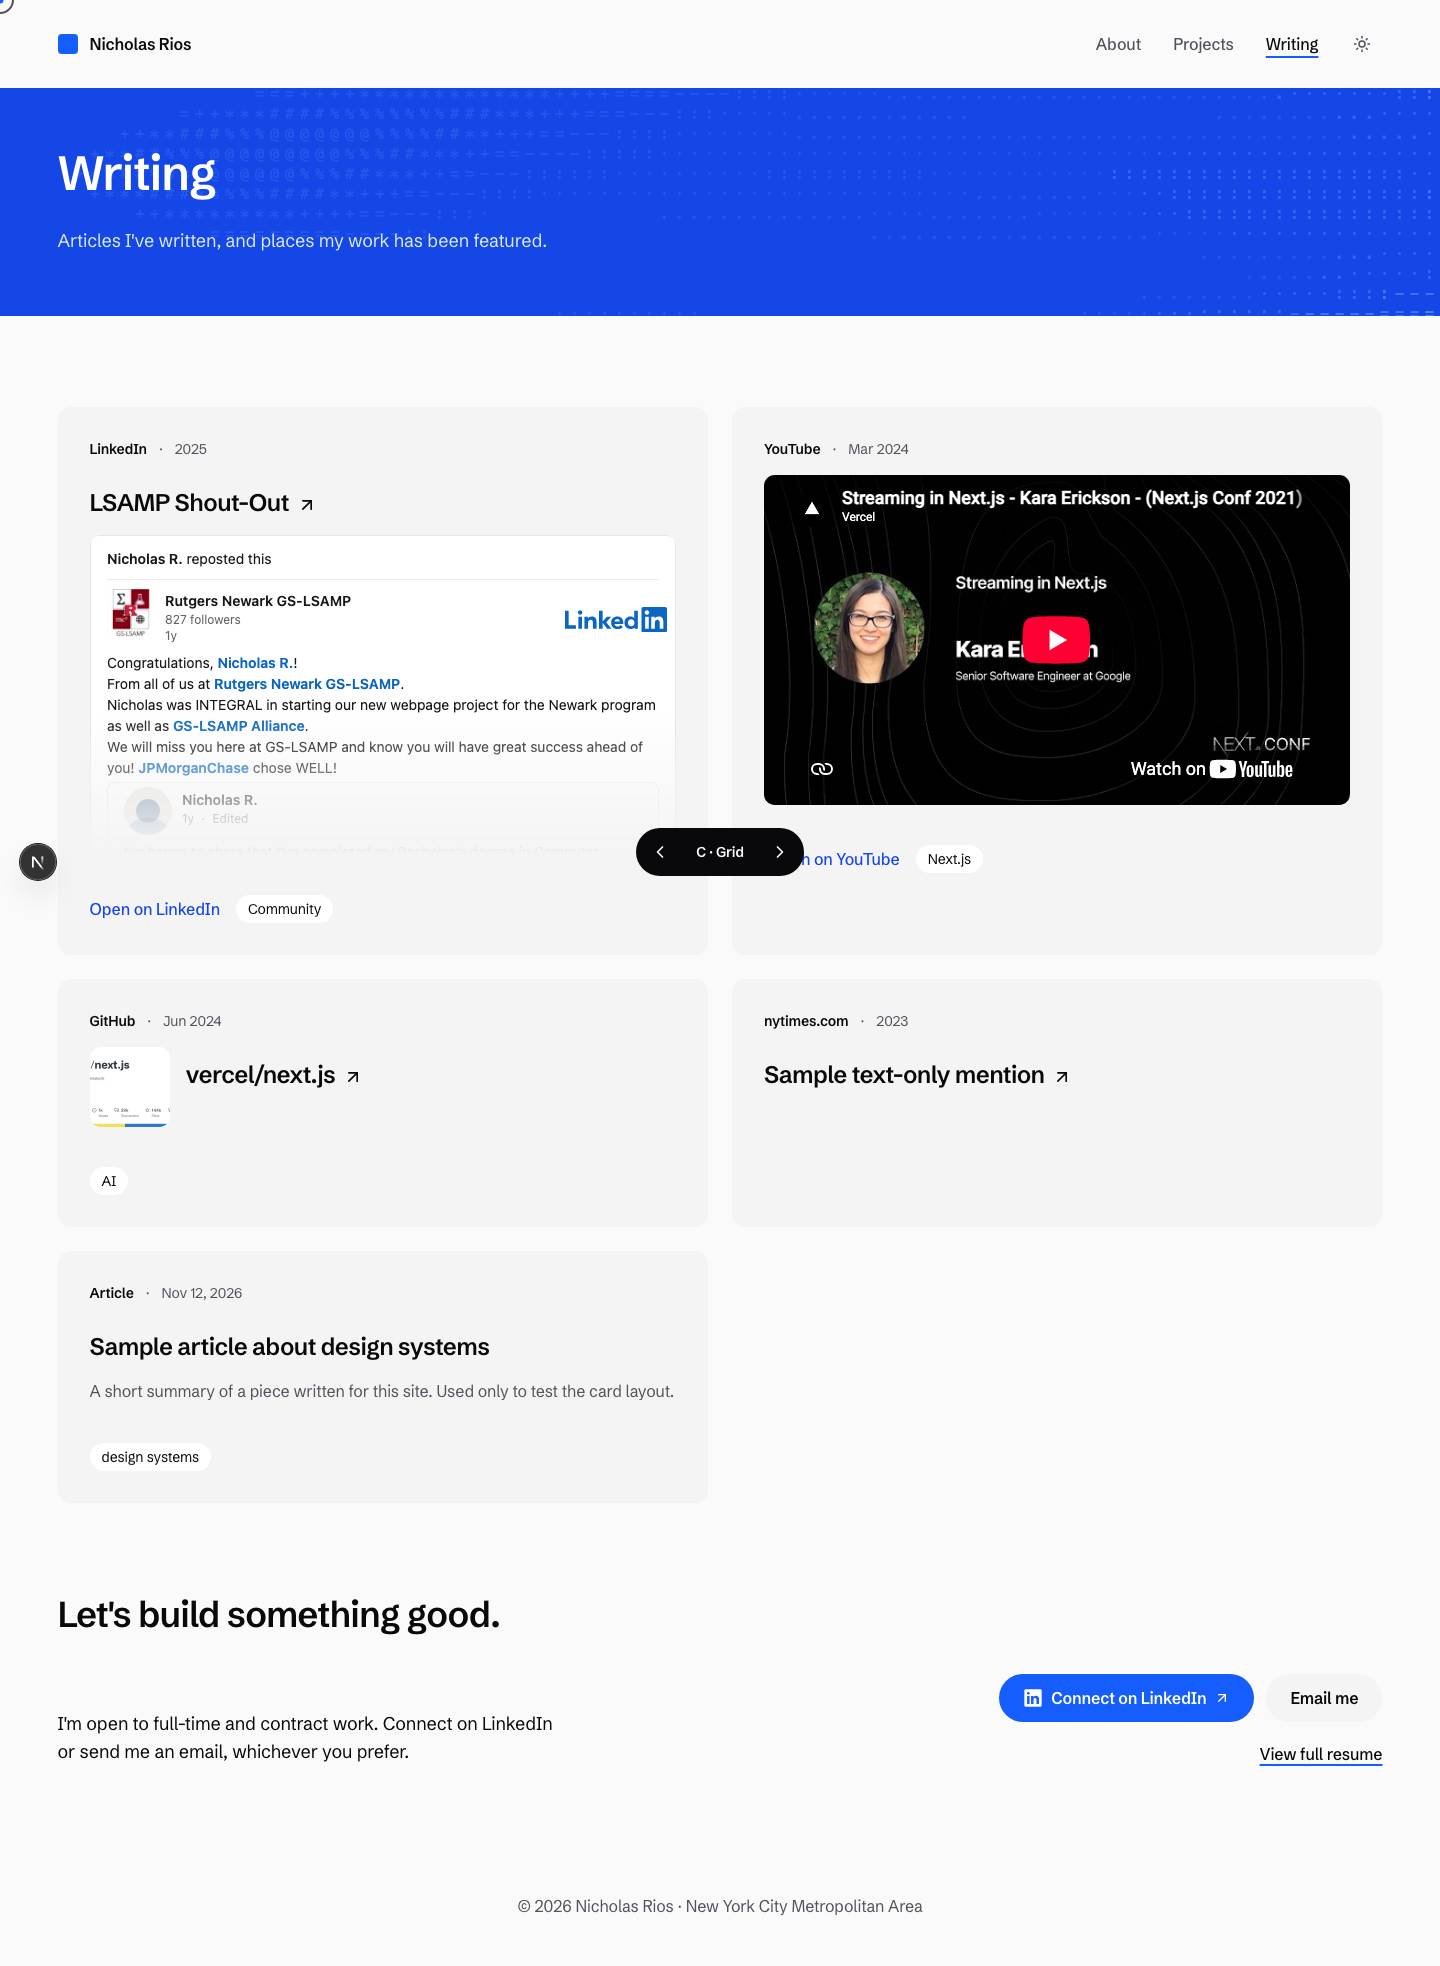 Nicholas Rios
About
Projects
Writing
Writing
Articles I've written, and places my work has been featured.
LinkedIn · 2025
LSAMP Shout-Out
Nicholas R. reposted this
Rutgers Newark GS-LSAMP
827 followers
1y
GS-LSAMP
LinkedIn
Congratulations, Nicholas R.!
From all of us at Rutgers Newark GS-LSAMP.
Nicholas was INTEGRAL in starting our new webpage project for the Newark program
as well as GS-LSAMP Alliance.
We will miss you here at GS-LSAMP and know you will have great success ahead of
you! JPMorganChase chose WELL!
Nicholas R.
1y · Edited
Open on LinkedIn
Community
YouTube · Mar 2024
Streaming in Next.js - Kara Erickson - (Next.js Conf 2021)
Vercel
Streaming in Next.js
Kara
Senior Software Engineer at Google
NEXT.CONF
Watch on YouTube
on YouTube
Next.js
C · Grid
N
GitHub · Jun 2024
/next.js
vercel/next.js
AI
nytimes.com · 2023
Sample text-only mention
Article · Nov 12, 2026
Sample article about design systems
A short summary of a piece written for this site. Used only to test the card layout.
design systems
Let's build something good.
I'm open to full-time and contract work. Connect on LinkedIn
or send me an email, whichever you prefer.
Connect on LinkedIn
Email me
View full resume
© 2026 Nicholas Rios · New York City Metropolitan Area